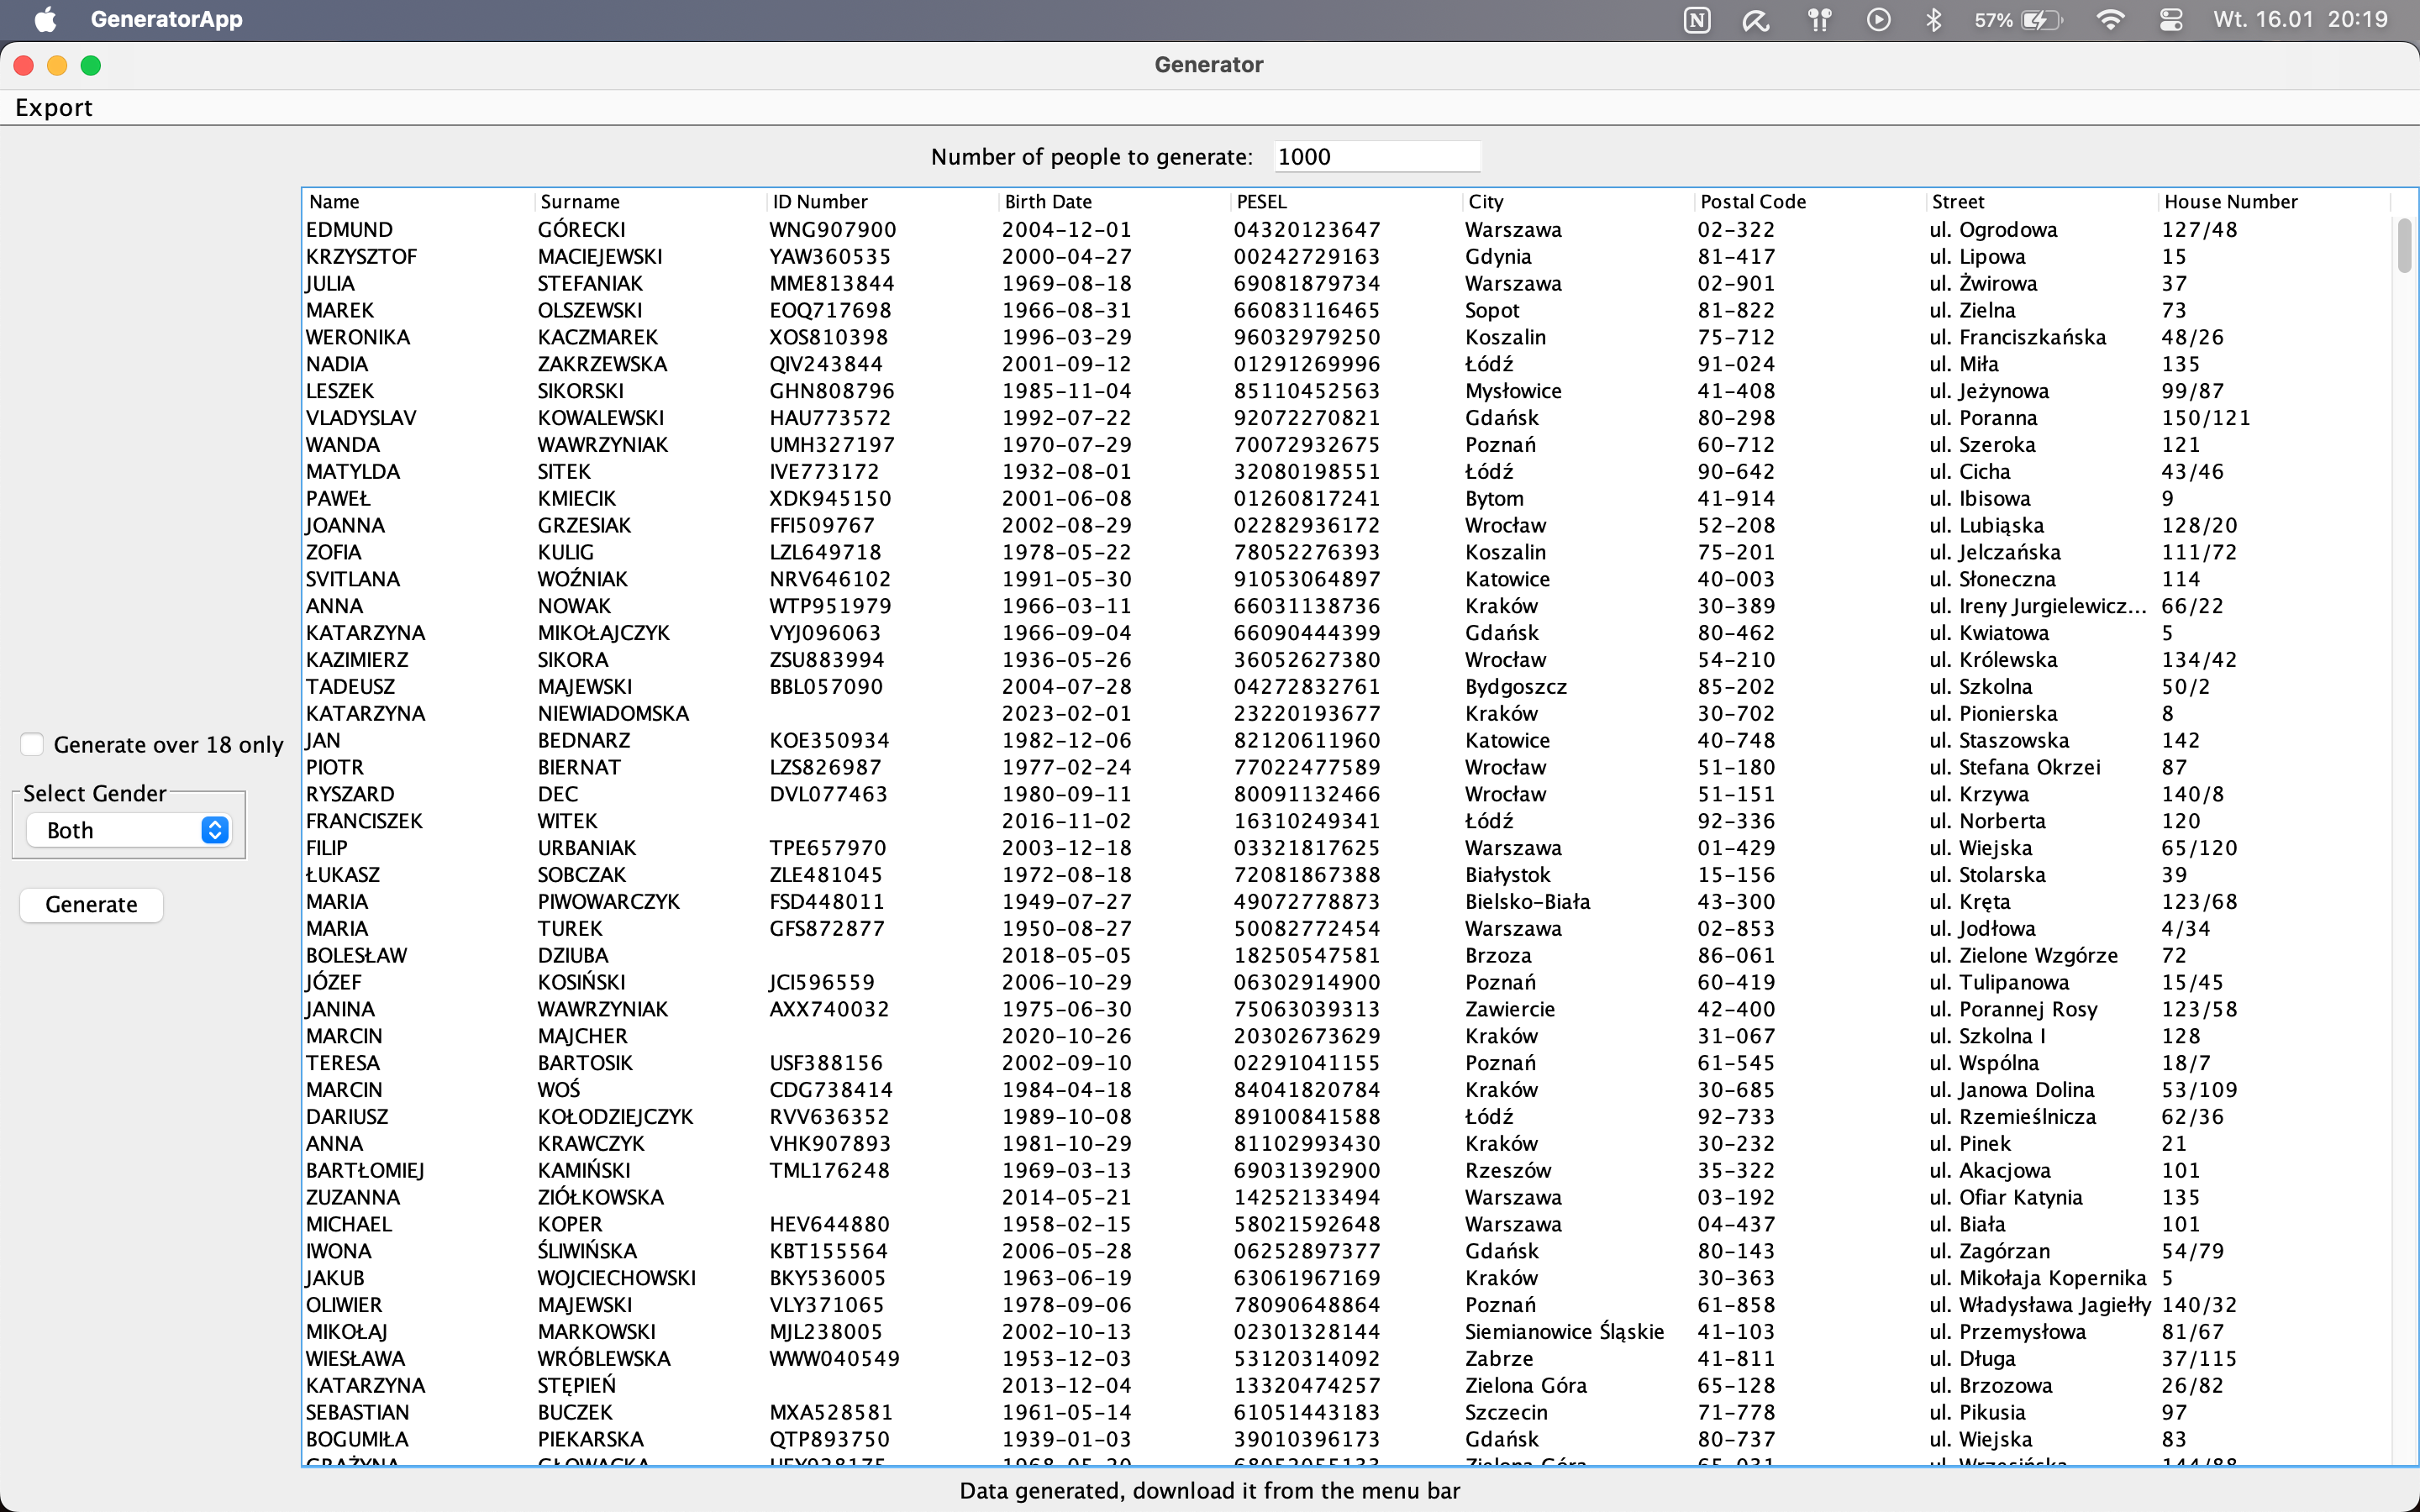 GeneratorApp N 57% Wt. 16.01 20:19
Generator
Export
Number of people to generate: 1000
Name Surname ID Number Birth Date PESEL City Postal Code Street House Number
EDMUND GÓRECKI WNG907900 2004-12-01 04320123647 Warszawa 02-322 ul. Ogrodowa 127/48
KRZYSZTOF MACIEJEWSKI YAW360535 2000-04-27 00242729163 Gdynia 81-417 ul. Lipowa 15
JULIA STEFANIAK MME813844 1969-08-18 69081879734 Warszawa 02-901 ul. Żwirowa 37
MAREK OLSZEWSKI EOQ717698 1966-08-31 66083116465 Sopot 81-822 ul. Zielna 73
WERONIKA KACZMAREK XOS810398 1996-03-29 96032979250 Koszalin 75-712 ul. Franciszkańska 48/26
NADIA ZAKRZEWSKA QIV243844 2001-09-12 01291269996 Łódź 91-024 ul. Miła 135
LESZEK SIKORSKI GHN808796 1985-11-04 85110452563 Mysłowice 41-408 ul. Jeżynowa 99/87
VLADYSLAV KOWALEWSKI HAU773572 1992-07-22 92072270821 Gdańsk 80-298 ul. Poranna 150/121
WANDA WAWRZYNIAK UMH327197 1970-07-29 70072932675 Poznań 60-712 ul. Szeroka 121
MATYLDA SITEK IVE773172 1932-08-01 32080198551 Łódź 90-642 ul. Cicha 43/46
PAWEŁ KMIECIK XDK945150 2001-06-08 01260817241 Bytom 41-914 ul. Ibisowa 9
JOANNA GRZESIAK FFI509767 2002-08-29 02282936172 Wrocław 52-208 ul. Lubiąska 128/20
ZOFIA KULIG LZL649718 1978-05-22 78052276393 Koszalin 75-201 ul. Jelczańska 111/72
SVITLANA WOŹNIAK NRV646102 1991-05-30 91053064897 Katowice 40-003 ul. Słoneczna 114
ANNA NOWAK WTP951979 1966-03-11 66031138736 Kraków 30-389 ul. Ireny Jurgielewicz... 66/22
KATARZYNA MIKOŁAJCZYK VYJ096063 1966-09-04 66090444399 Gdańsk 80-462 ul. Kwiatowa 5
KAZIMIERZ SIKORA ZSU883994 1936-05-26 36052627380 Wrocław 54-210 ul. Królewska 134/42
TADEUSZ MAJEWSKI BBL057090 2004-07-28 04272832761 Bydgoszcz 85-202 ul. Szkolna 50/2
KATARZYNA NIEWIADOMSKA 2023-02-01 23220193677 Kraków 30-702 ul. Pionierska 8
Generate over 18 only JAN BEDNARZ KOE350934 1982-12-06 82120611960 Katowice 40-748 ul. Staszowska 142
PIOTR BIERNAT LZS826987 1977-02-24 77022477589 Wrocław 51-180 ul. Stefana Okrzei 87
Select Gender RYSZARD DEC DVL077463 1980-09-11 80091132466 Wrocław 51-151 ul. Krzywa 140/8
Both FRANCISZEK WITEK 2016-11-02 16310249341 Łódź 92-336 ul. Norberta 120
FILIP URBANIAK TPE657970 2003-12-18 03321817625 Warszawa 01-429 ul. Wiejska 65/120
ŁUKASZ SOBCZAK ZLE481045 1972-08-18 72081867388 Białystok 15-156 ul. Stolarska 39
Generate MARIA PIWOWARCZYK FSD448011 1949-07-27 49072778873 Bielsko-Biała 43-300 ul. Kręta 123/68
MARIA TUREK GFS872877 1950-08-27 50082772454 Warszawa 02-853 ul. Jodłowa 4/34
BOLESŁAW DZIUBA 2018-05-05 18250547581 Brzoza 86-061 ul. Zielone Wzgórze 72
JÓZEF KOSIŃSKI JCI596559 2006-10-29 06302914900 Poznań 60-419 ul. Tulipanowa 15/45
JANINA WAWRZYNIAK AXX740032 1975-06-30 75063039313 Zawiercie 42-400 ul. Porannej Rosy 123/58
MARCIN MAJCHER 2020-10-26 20302673629 Kraków 31-067 ul. Szkolna I 128
TERESA BARTOSIK USF388156 2002-09-10 02291041155 Poznań 61-545 ul. Wspólna 18/7
MARCIN WOŚ CDG738414 1984-04-18 84041820784 Kraków 30-685 ul. Janowa Dolina 53/109
DARIUSZ KOŁODZIEJCZYK RVV636352 1989-10-08 89100841588 Łódź 92-733 ul. Rzemieślnicza 62/36
ANNA KRAWCZYK VHK907893 1981-10-29 81102993430 Kraków 30-232 ul. Pinek 21
BARTŁOMIEJ KAMIŃSKI TML176248 1969-03-13 69031392900 Rzeszów 35-322 ul. Akacjowa 101
ZUZANNA ZIÓŁKOWSKA 2014-05-21 14252133494 Warszawa 03-192 ul. Ofiar Katynia 135
MICHAEL KOPER HEV644880 1958-02-15 58021592648 Warszawa 04-437 ul. Biała 101
IWONA ŚLIWIŃSKA KBT155564 2006-05-28 06252897377 Gdańsk 80-143 ul. Zagórzan 54/79
JAKUB WOJCIECHOWSKI BKY536005 1963-06-19 63061967169 Kraków 30-363 ul. Mikołaja Kopernika 5
OLIWIER MAJEWSKI VLY371065 1978-09-06 78090648864 Poznań 61-858 ul. Władysława Jagiełły 140/32
MIKOŁAJ MARKOWSKI MJL238005 2002-10-13 02301328144 Siemianowice Śląskie 41-103 ul. Przemysłowa 81/67
WIESŁAWA WRÓBLEWSKA WWW040549 1953-12-03 53120314092 Zabrze 41-811 ul. Długa 37/115
KATARZYNA STĘPIEŃ 2013-12-04 13320474257 Zielona Góra 65-128 ul. Brzozowa 26/82
SEBASTIAN BUCZEK MXA528581 1961-05-14 61051443183 Szczecin 71-778 ul. Pikusia 97
BOGUMIŁA PIEKARSKA QTP893750 1939-01-03 39010396173 Gdańsk 80-737 ul. Wiejska 83
Data generated, download it from the menu bar